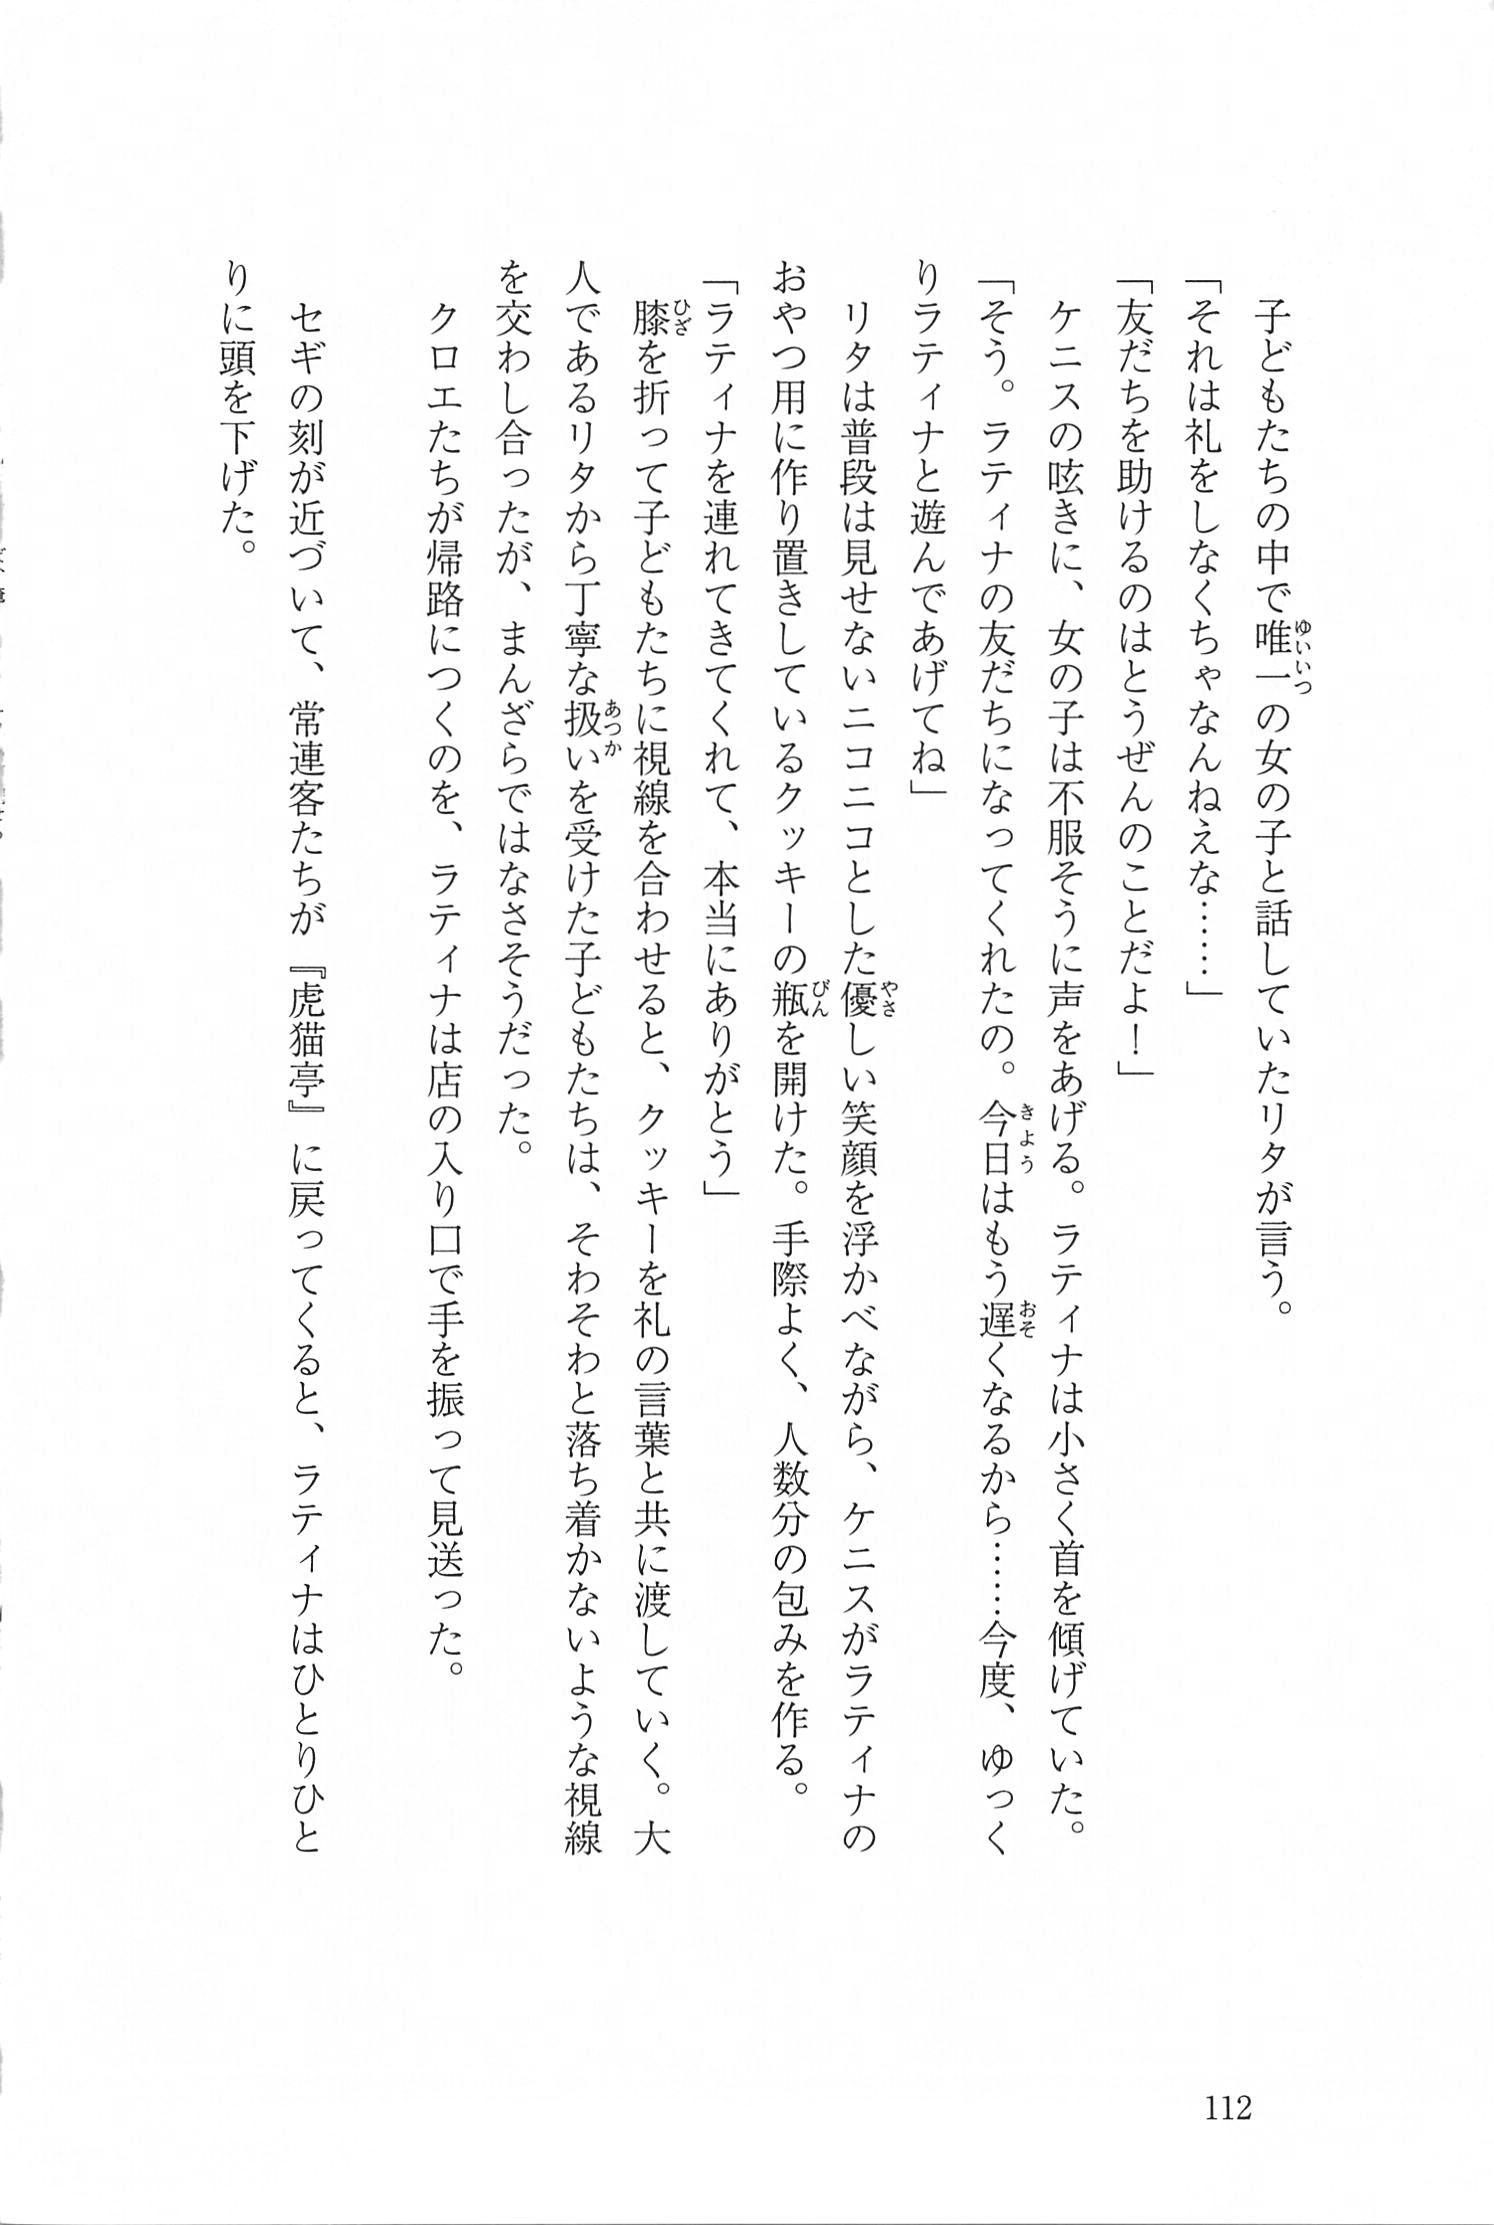 子どもたちの中で唯一の女の子と話していたリタが言う。
「それは礼をしなくちゃなんねえな……」
「友だちを助けるのはとうぜんのことだよ！」
ケニスの呟きに、女の子は不服そうに声をあげる。ラティナは小さく首を傾げていた。
「そう。ラティナの友だちになってくれたの。今日はもう遅くなるから……今度、ゆっく
りラティナと遊んであげてね」
リタは普段は見せないニコニコとした優しい笑顔を浮かべながら、ケニスがラティナの
おやつ用に作り置きしているクッキーの瓶を開けた。手際よく、人数分の包みを作る。
「ラティナを連れてきてくれて、本当にありがとう」
膝を折って子どもたちに視線を合わせると、クッキーを礼の言葉と共に渡していく。大
人であるリタから丁寧な扱いを受けた子どもたちは、そわそわと落ち着かないような視線
を交わし合ったが、まんざらではなさそうだった。
クロエたちが帰路につくのを、ラティナは店の入り口で手を振って見送った。
セギの刻が近づいて、常連客たちが『虎猫亭』に戻ってくると、ラティナはひとりひと
りに頭を下げた。
112